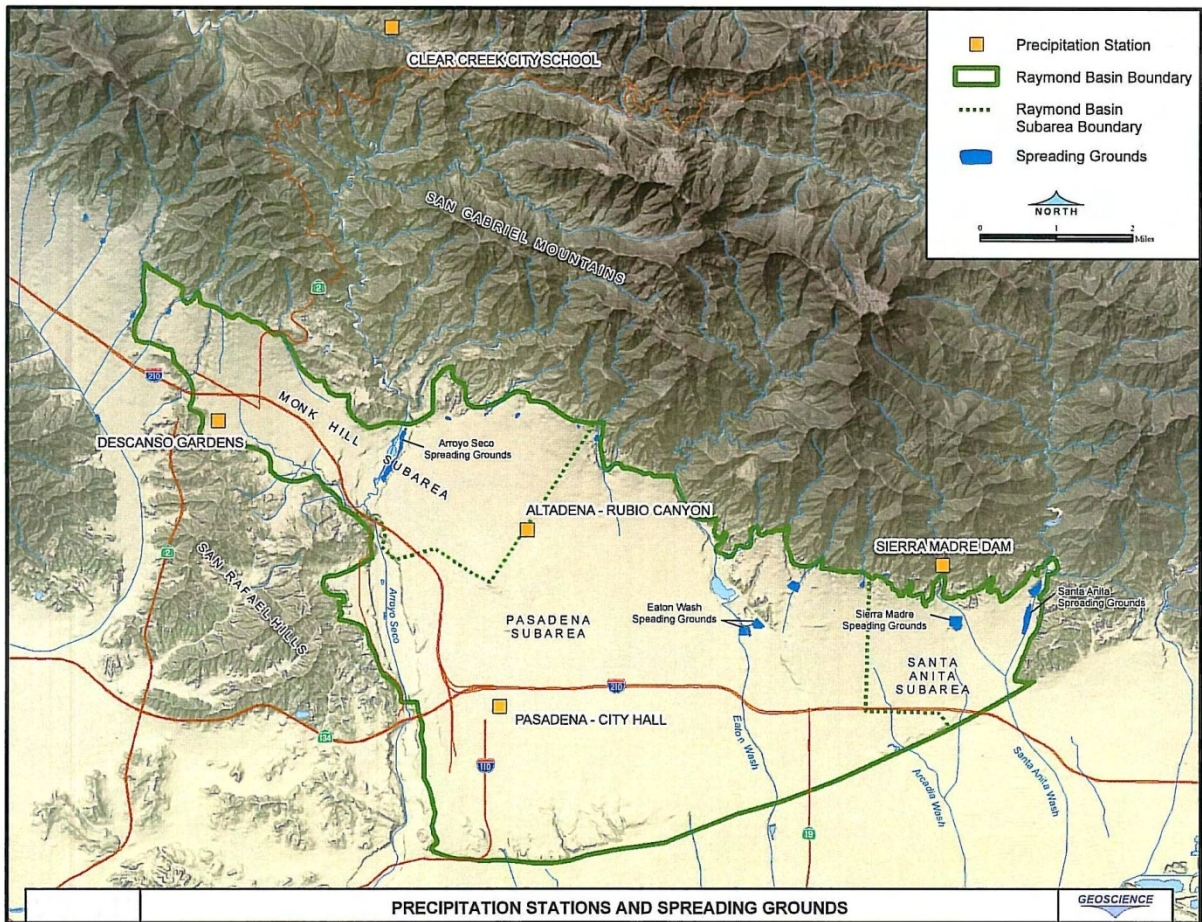 CLEAR CREEK CITY SCHOOL
Precipitation Station
Raymond Basin Boundary
Raymond Basin
Subarea Boundary
Spreading Grounds
NORTH
0 1 2
Miles
SAN GABRIEL MOUNTAINS
2
210
MONK HILL
SUBAREA
DESCANSO GARDENS
Arroyo Seco
Spreading Grounds
ALTADENA - RUBIO CANYON
SIERRA MADRE DAM
2
SAN RAFAEL HILLS
Arroyo Seco
PASADENA
SUBAREA
Eaton Wash
Speading Grounds
Sierra Madre
Speading Grounds
Santa Anita
Spreading Grounds
SANTA
ANITA
SUBAREA
210
PASADENA - CITY HALL
134
110
Eaton Wash
19
Arcadia Wash
Santa Anita Wash
PRECIPITATION STATIONS AND SPREADING GROUNDS
GEOSCIENCE